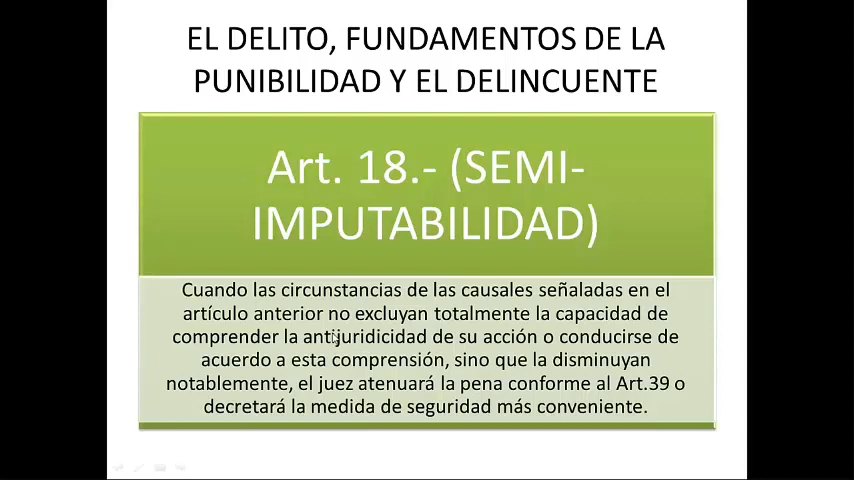 EL DELITO, FUNDAMENTOS DE LA
PUNIBILIDAD Y EL DELINCUENTE
Art. 18.- (SEMI-
IMPUTABILIDAD)
Cuando las circunstancias de las causales señaladas en el
artículo anterior no excluyan totalmente la capacidad de
comprender la antijuridicidad de su acción o conducirse de
acuerdo a esta comprensión, sino que la disminuyan
notablemente, el juez atenuará la pena conforme al Art.39 o
decretará la medida de seguridad más conveniente.